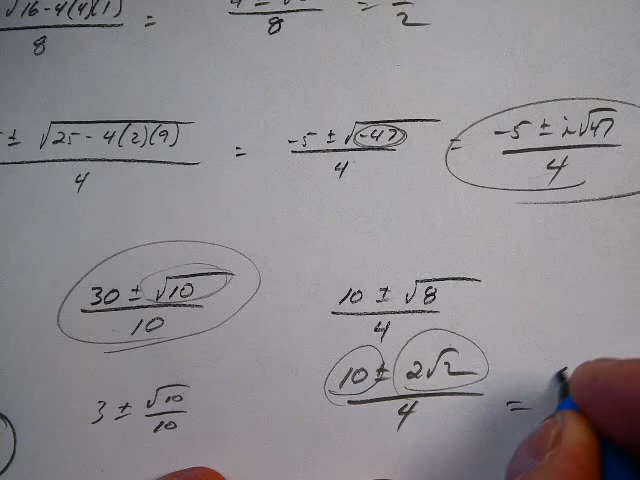 √16-4(4)(1) / 8 =
/ 8 = / 2
± √25-4(2)(9) / 4 = -5 ± √-47 / 4 = -5 ± i√47 / 4
30 ± √10 / 10
10 ± √8 / 4
3 ± √10 / 10
10 ± 2√2 / 4 =